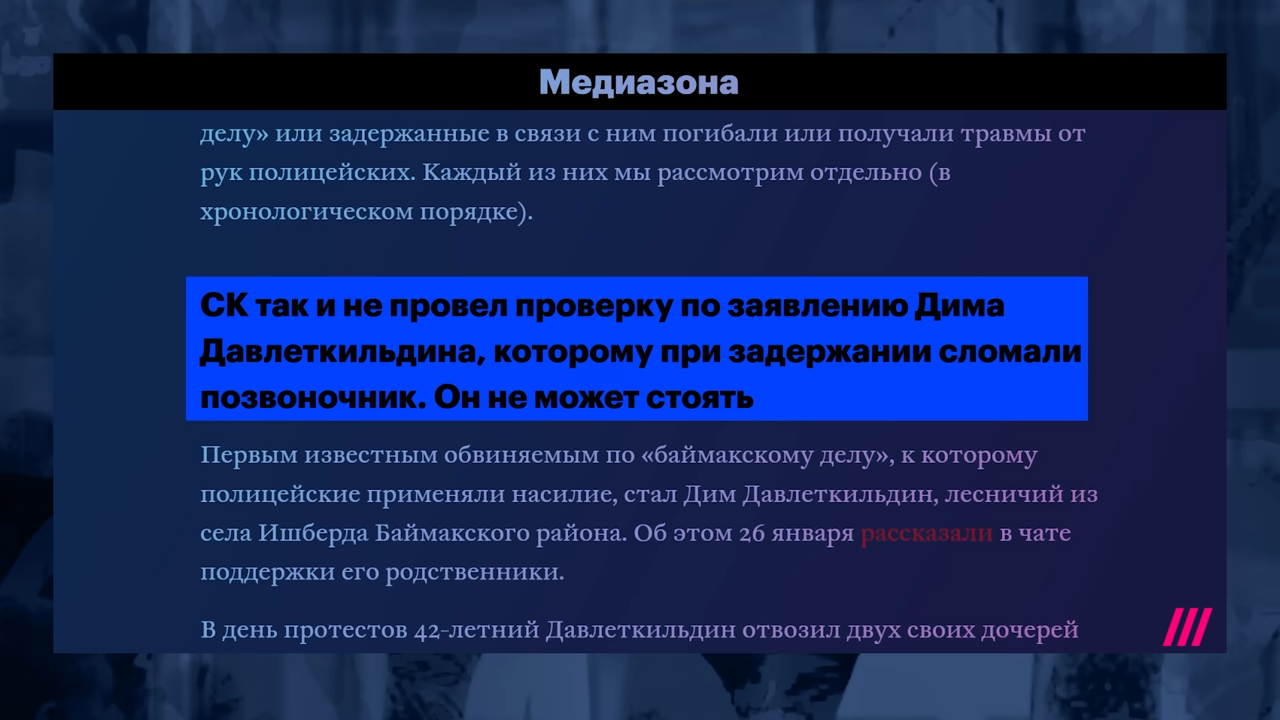 Медиазона
делу» или задержанные в связи с ним погибали или получали травмы от
рук полицейских. Каждый из них мы рассмотрим отдельно (в
хронологическом порядке).
СК так и не провел проверку по заявлению Дима
Давлеткильдина, которому при задержании сломали
позвоночник. Он не может стоять
Первым известным обвиняемым по «баймакскому делу», к которому
полицейские применяли насилие, стал Дим Давлеткильдин, лесничий из
села Ишберда Баймакского района. Об этом 26 января рассказали в чате
поддержки его родственники.
В день протестов 42-летний Давлеткильдин отвозил двух своих дочерей